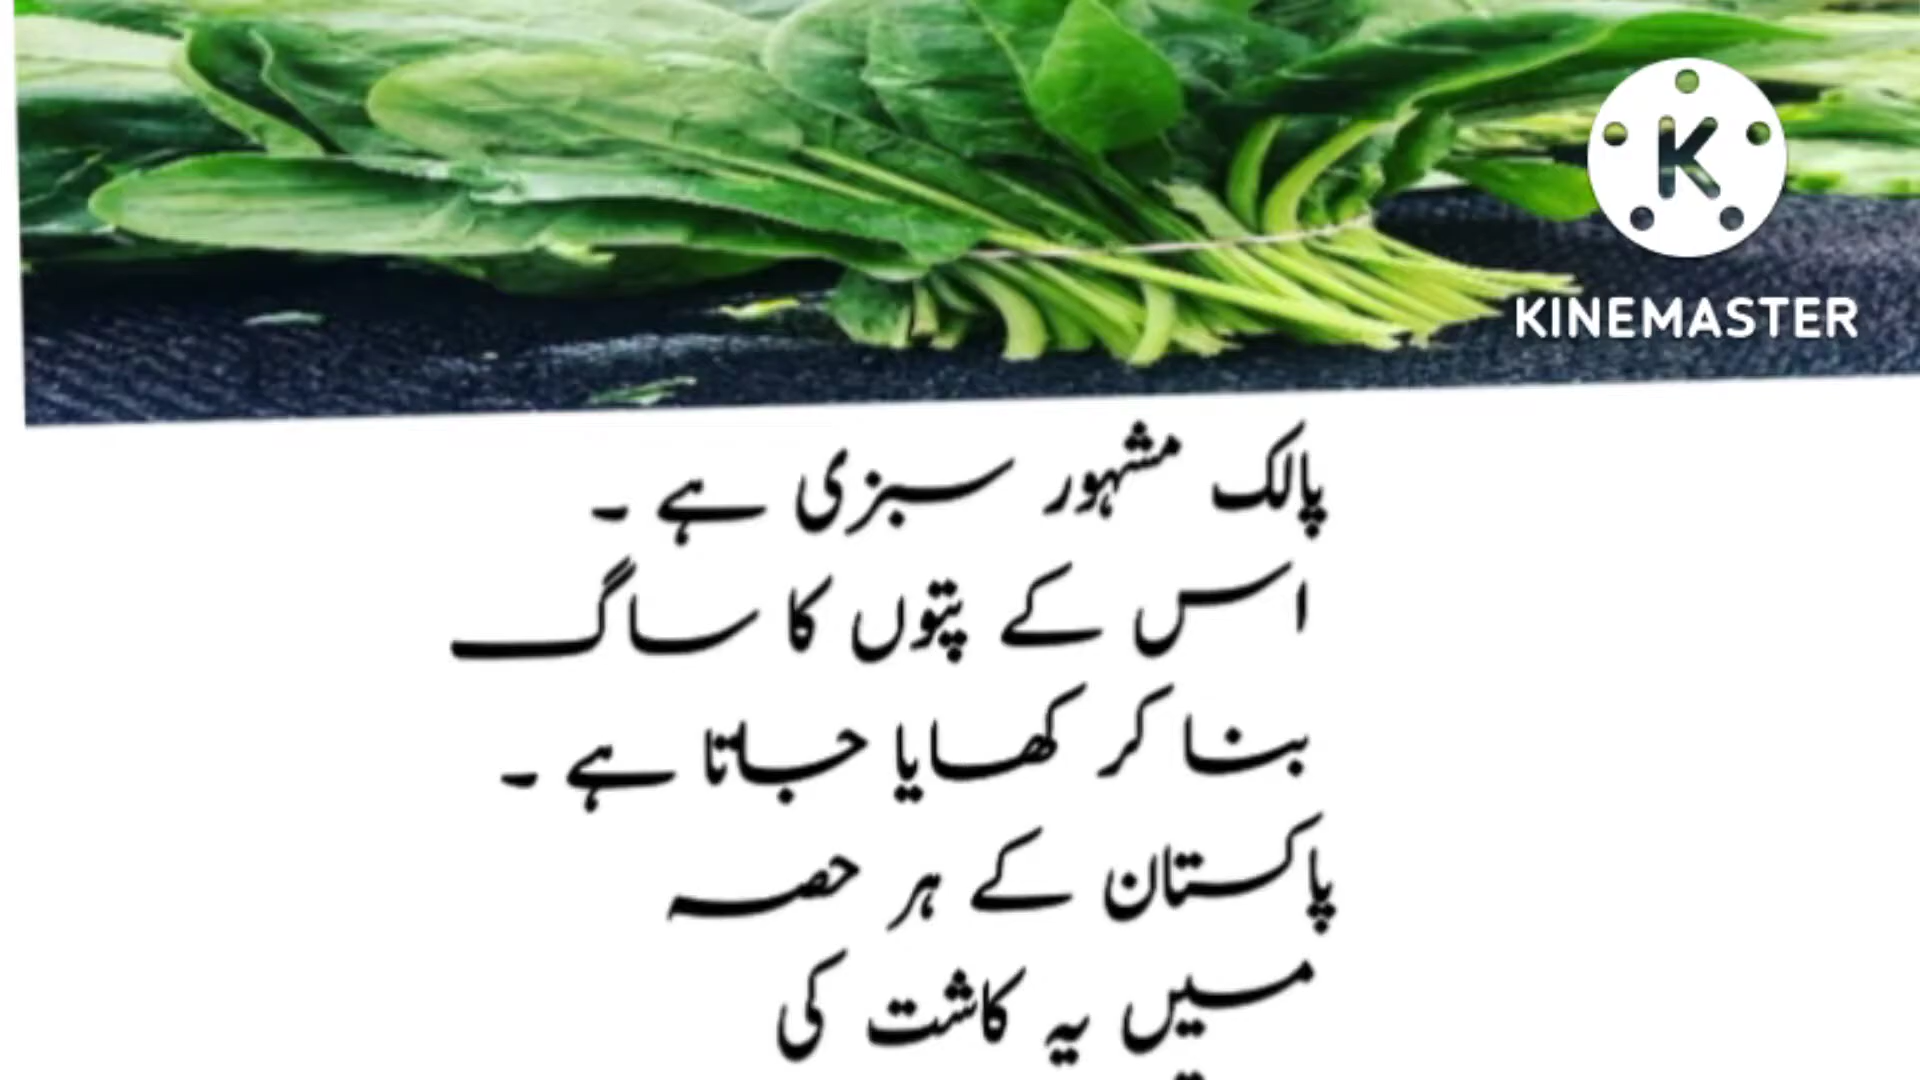 K
KINEMASTER
پالک مشہور سبزی ہے ۔
اس کے پتوں کا ساگ
بنا کر کھایا جاتا ہے ۔
پاکستان کے ہر حصہ
میں یہ کاشت کی